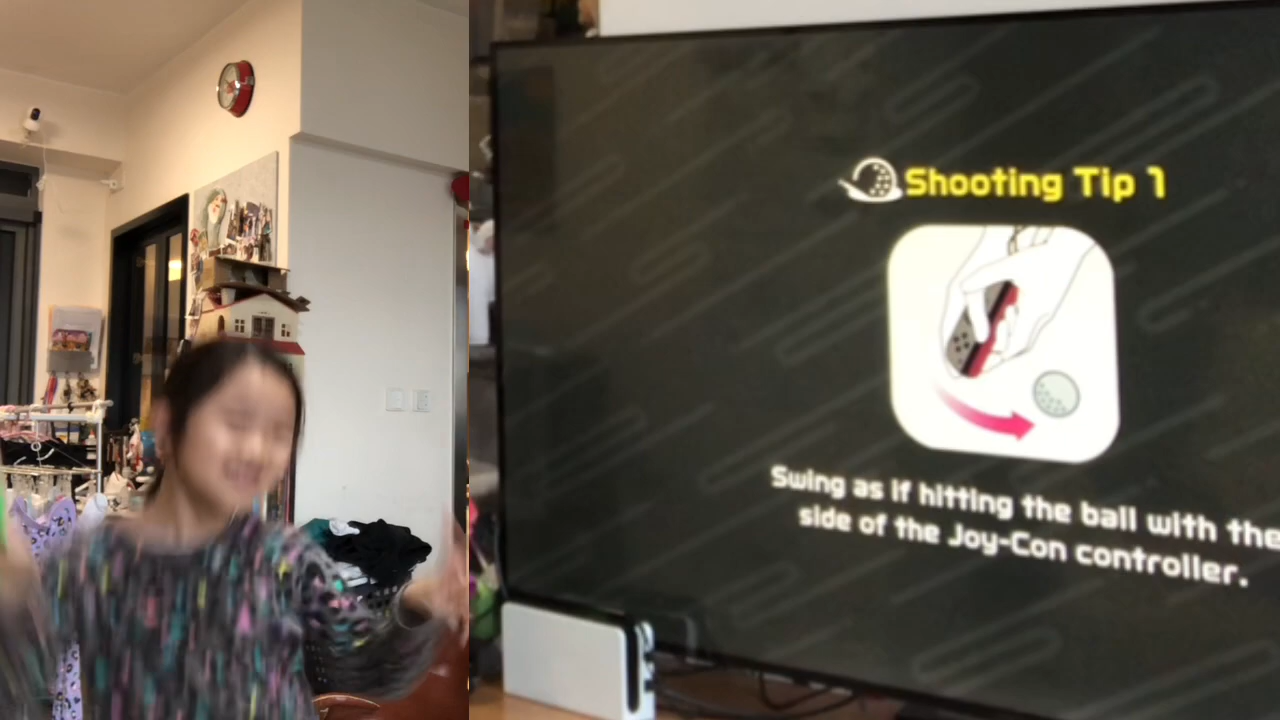 Shooting Tip 1
Swing as if hitting the ball with the
side of the Joy-Con controller.